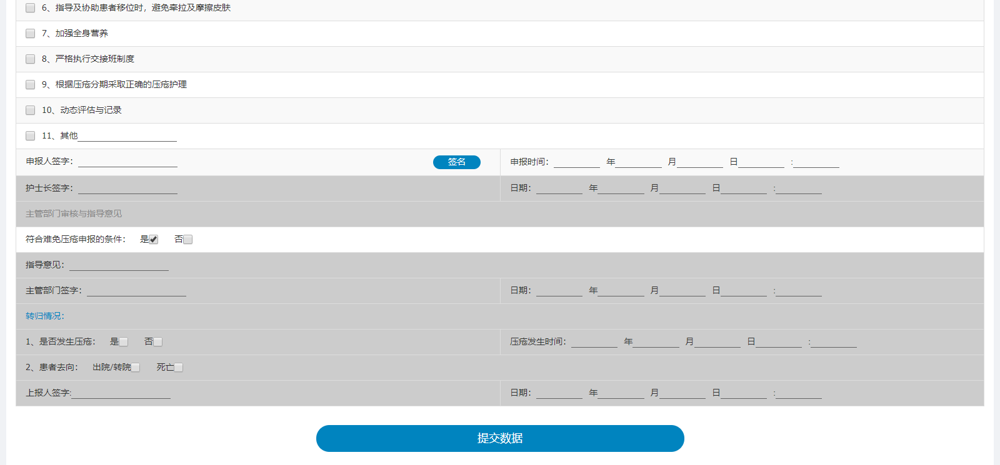 6、指导及协助患者移位时，避免牵拉及摩擦皮肤
7、加强全身营养
8、严格执行交接班制度
9、根据压疮分期采取正确的压疮护理
10、动态评估与记录
11、其他
申报人签字： 签名 申报时间： 年 月 日 :
护士长签字： 日期： 年 月 日 :
主管部门审核与指导意见
符合难免压疮申报的条件： 是 否
指导意见：
主管部门签字： 日期： 年 月 日 :
转归情况：
1、是否发生压疮： 是 否 压疮发生时间： 年 月 日 :
2、患者去向： 出院/转院 死亡
上报人签字: 日期： 年 月 日 :
提交数据